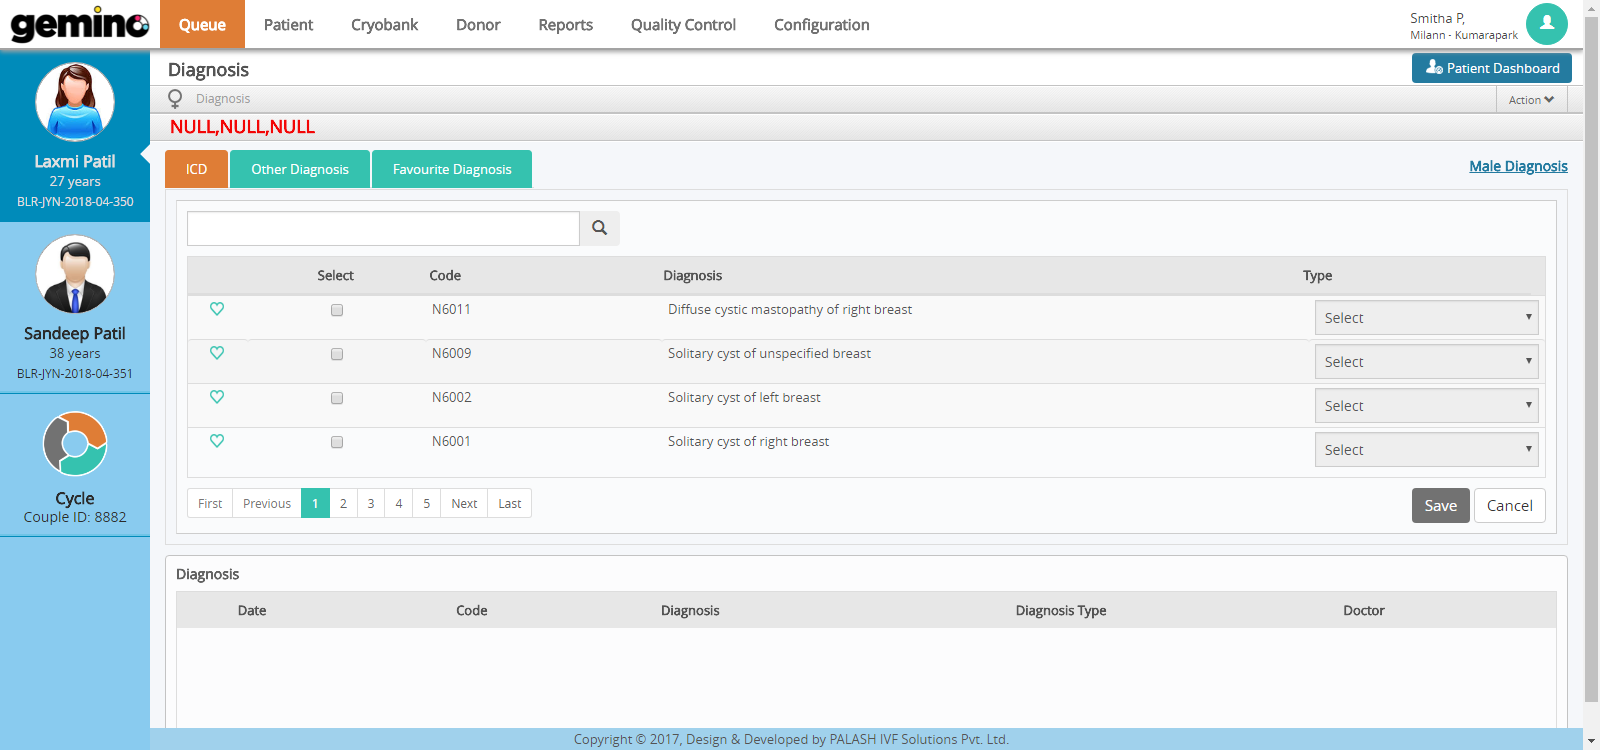 gemino
Queue Patient Cryobank Donor Reports Quality Control Configuration
Smitha P,
Milann - Kumarapark
Laxmi Patil
27 years
BLR-JYN-2018-04-350
Sandeep Patil
38 years
BLR-JYN-2018-04-351
Cycle
Couple ID: 8882
Diagnosis
Patient Dashboard
Diagnosis
Action
NULL,NULL,NULL
ICD Other Diagnosis Favourite Diagnosis
Male Diagnosis
Select Code Diagnosis Type
N6011 Diffuse cystic mastopathy of right breast Select
N6009 Solitary cyst of unspecified breast Select
N6002 Solitary cyst of left breast Select
N6001 Solitary cyst of right breast Select
First Previous 1 2 3 4 5 Next Last
Save Cancel
Diagnosis
Date Code Diagnosis Diagnosis Type Doctor
Copyright © 2017, Design & Developed by PALASH IVF Solutions Pvt. Ltd.